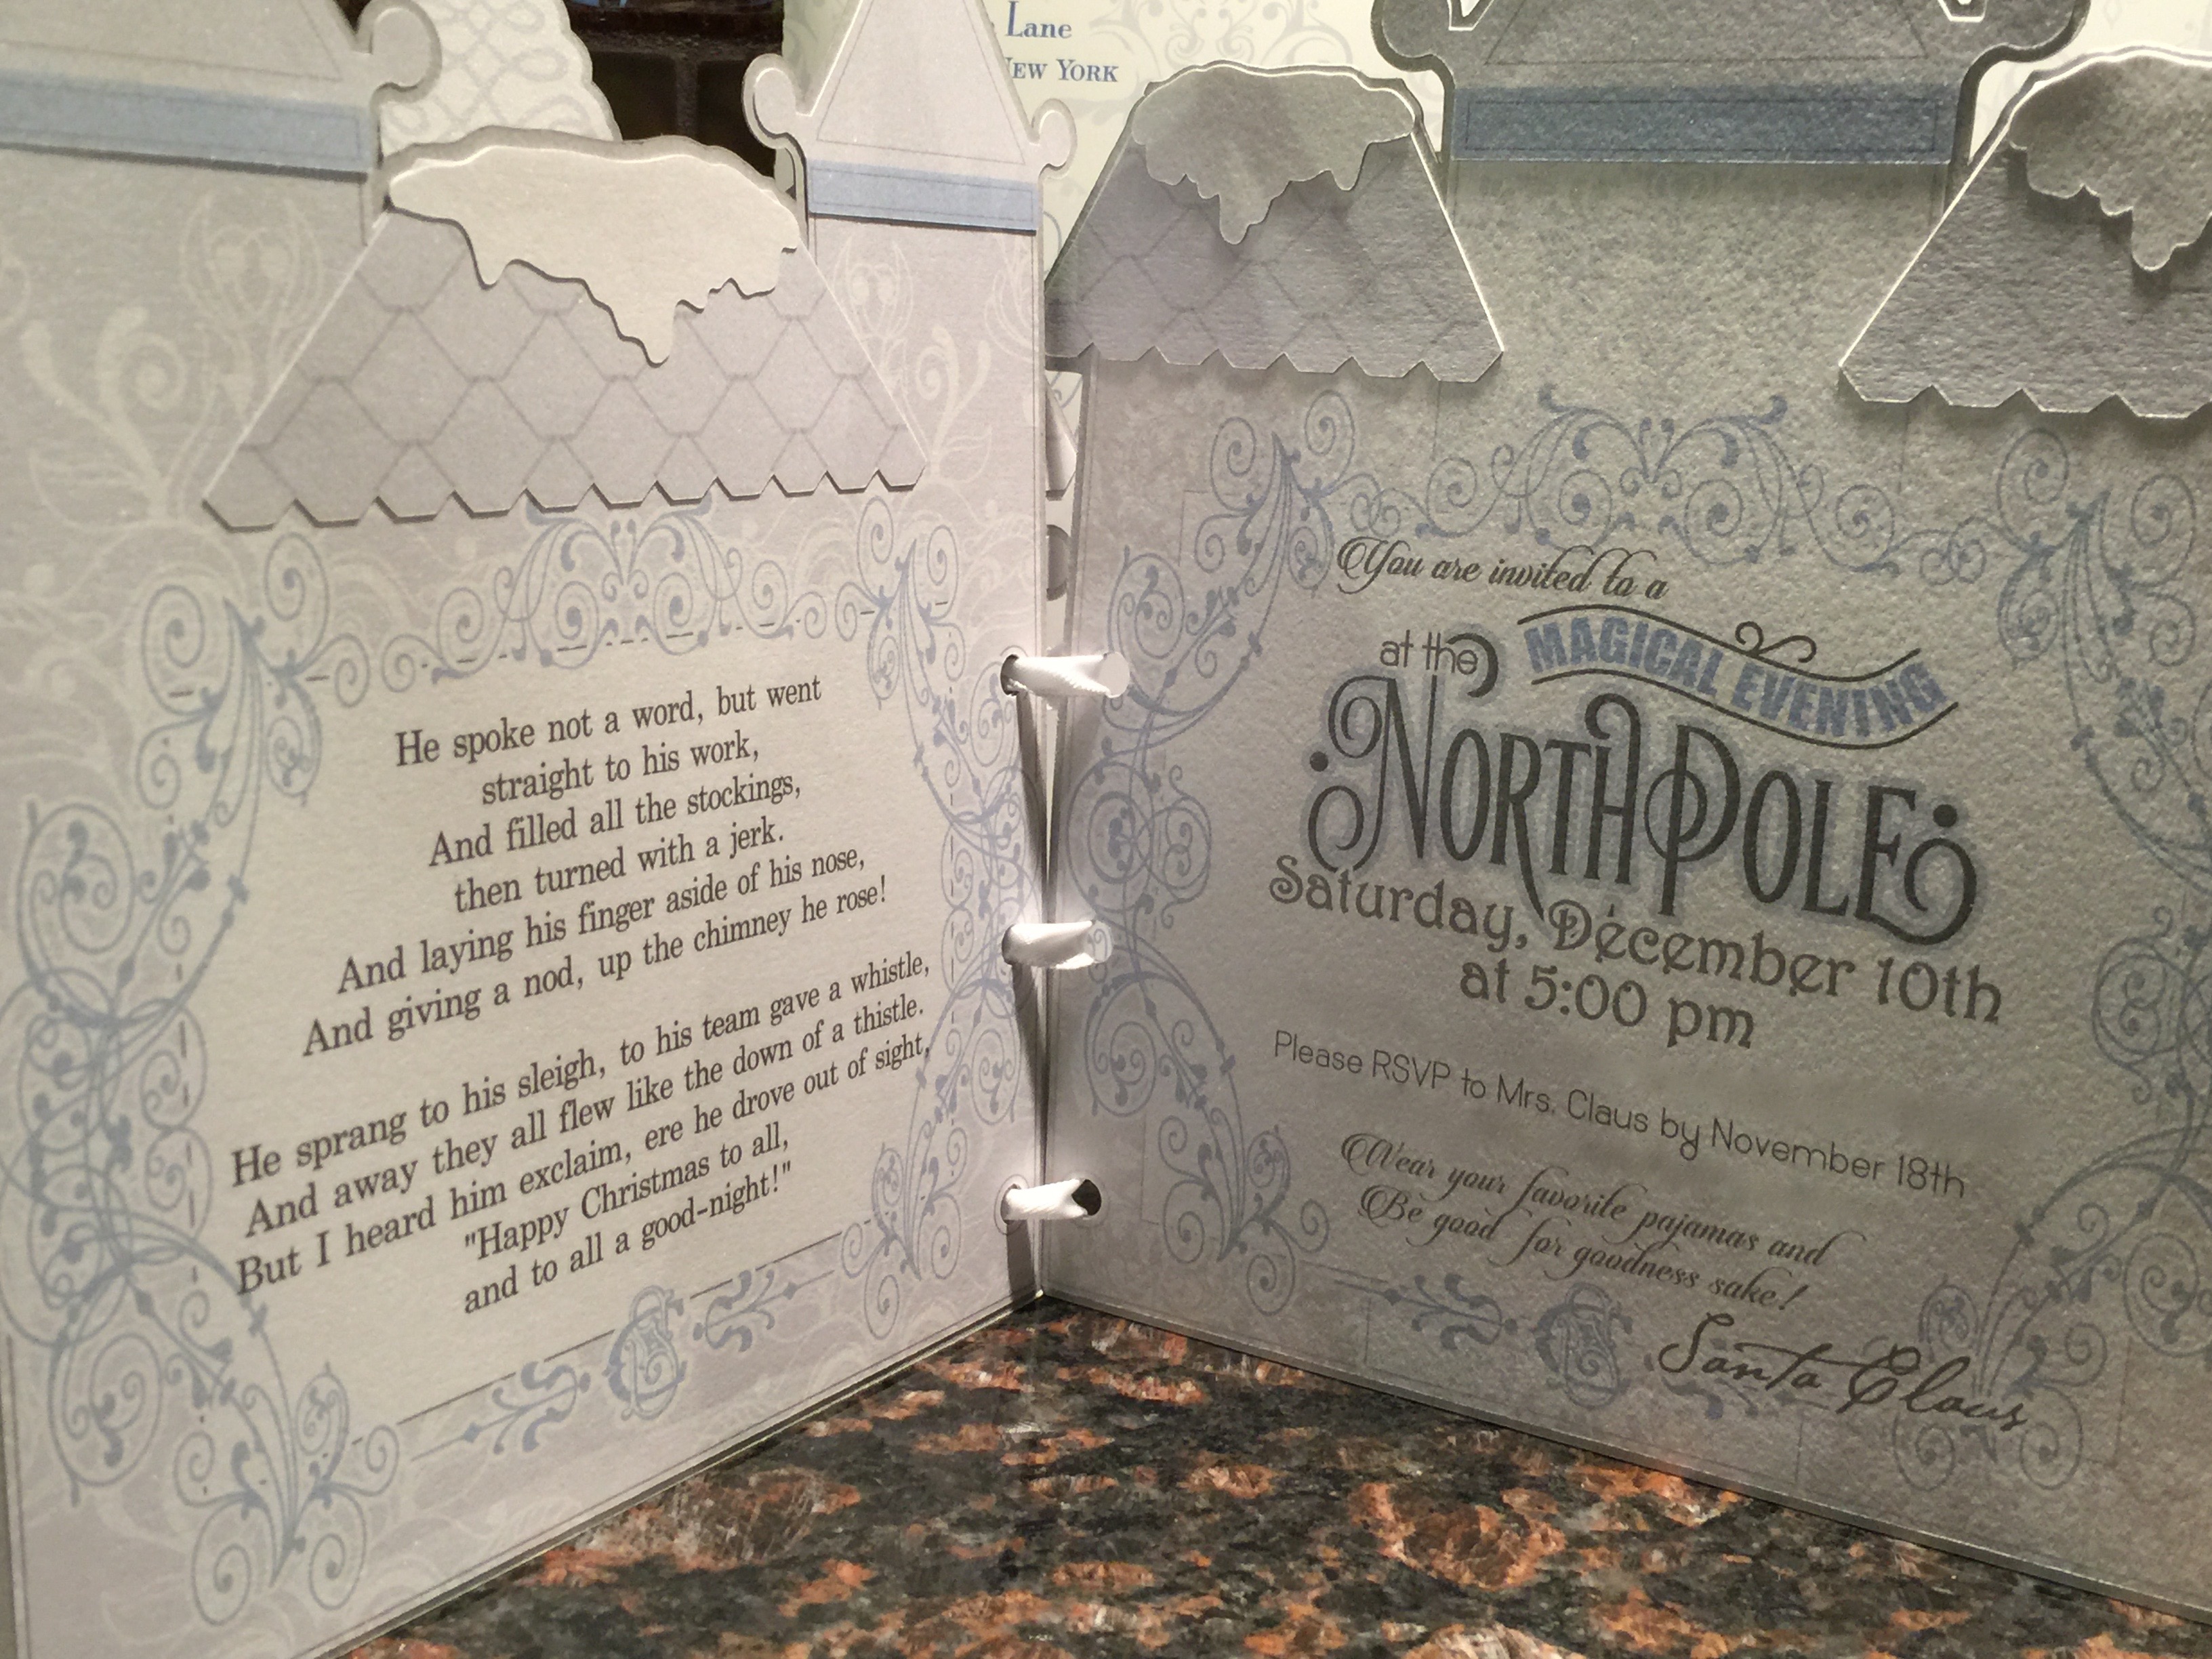 Lane
New York
He spoke not a word, but went
straight to his work,
And filled all the stockings,
then turned with a jerk.
And laying his finger aside of his nose,
And giving a nod, up the chimney he rose!
He sprang to his sleigh, to his team gave a whistle,
And away they all flew like the down of a thistle.
But I heard him exclaim, ere he drove out of sight,
"Happy Christmas to all,
and to all a good-night!"
You are invited to a
MAGICAL EVENING
at the
NORTH POLE
Saturday, December 10th
at 5:00 pm
Please RSVP to Mrs. Claus by November 18th
Wear your favorite pajamas and
Be good for goodness sake!
Santa Claus